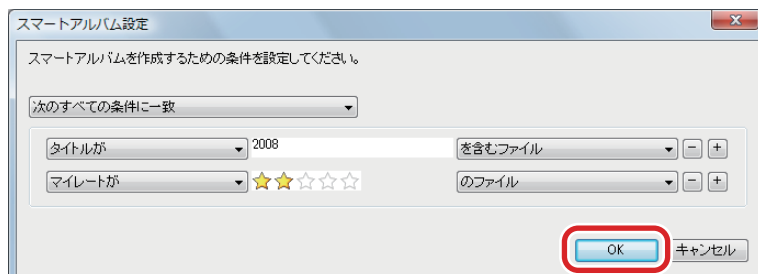 スマートアルバム設定
スマートアルバムを作成するための条件を設定してください。
次のすべての条件に一致
タイトルが 2008 を含むファイル
マイレートが のファイル
OK キャンセル